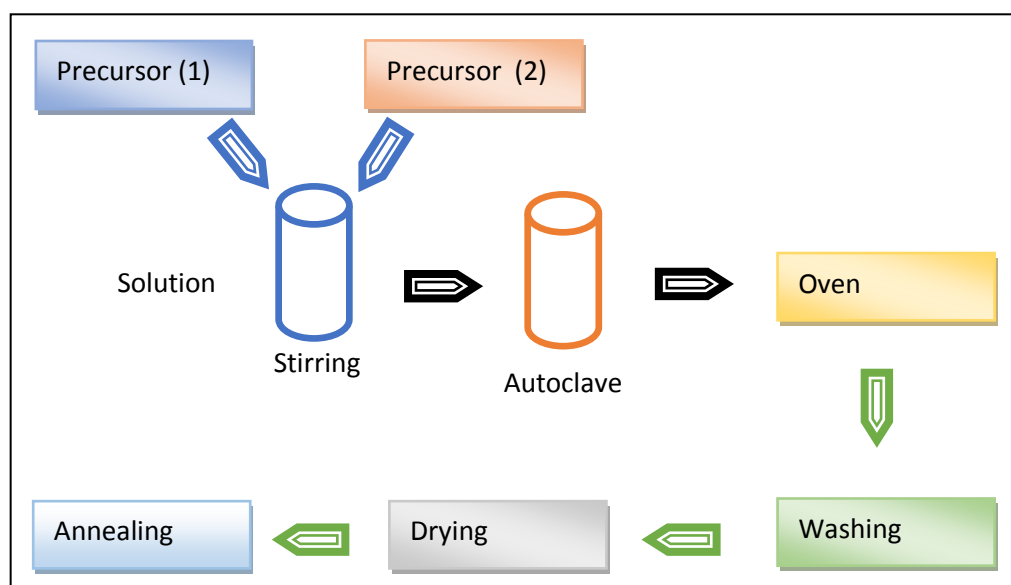 Precursor (1)
Precursor (2)
Solution
Stirring
Autoclave
Oven
Washing
Drying
Annealing